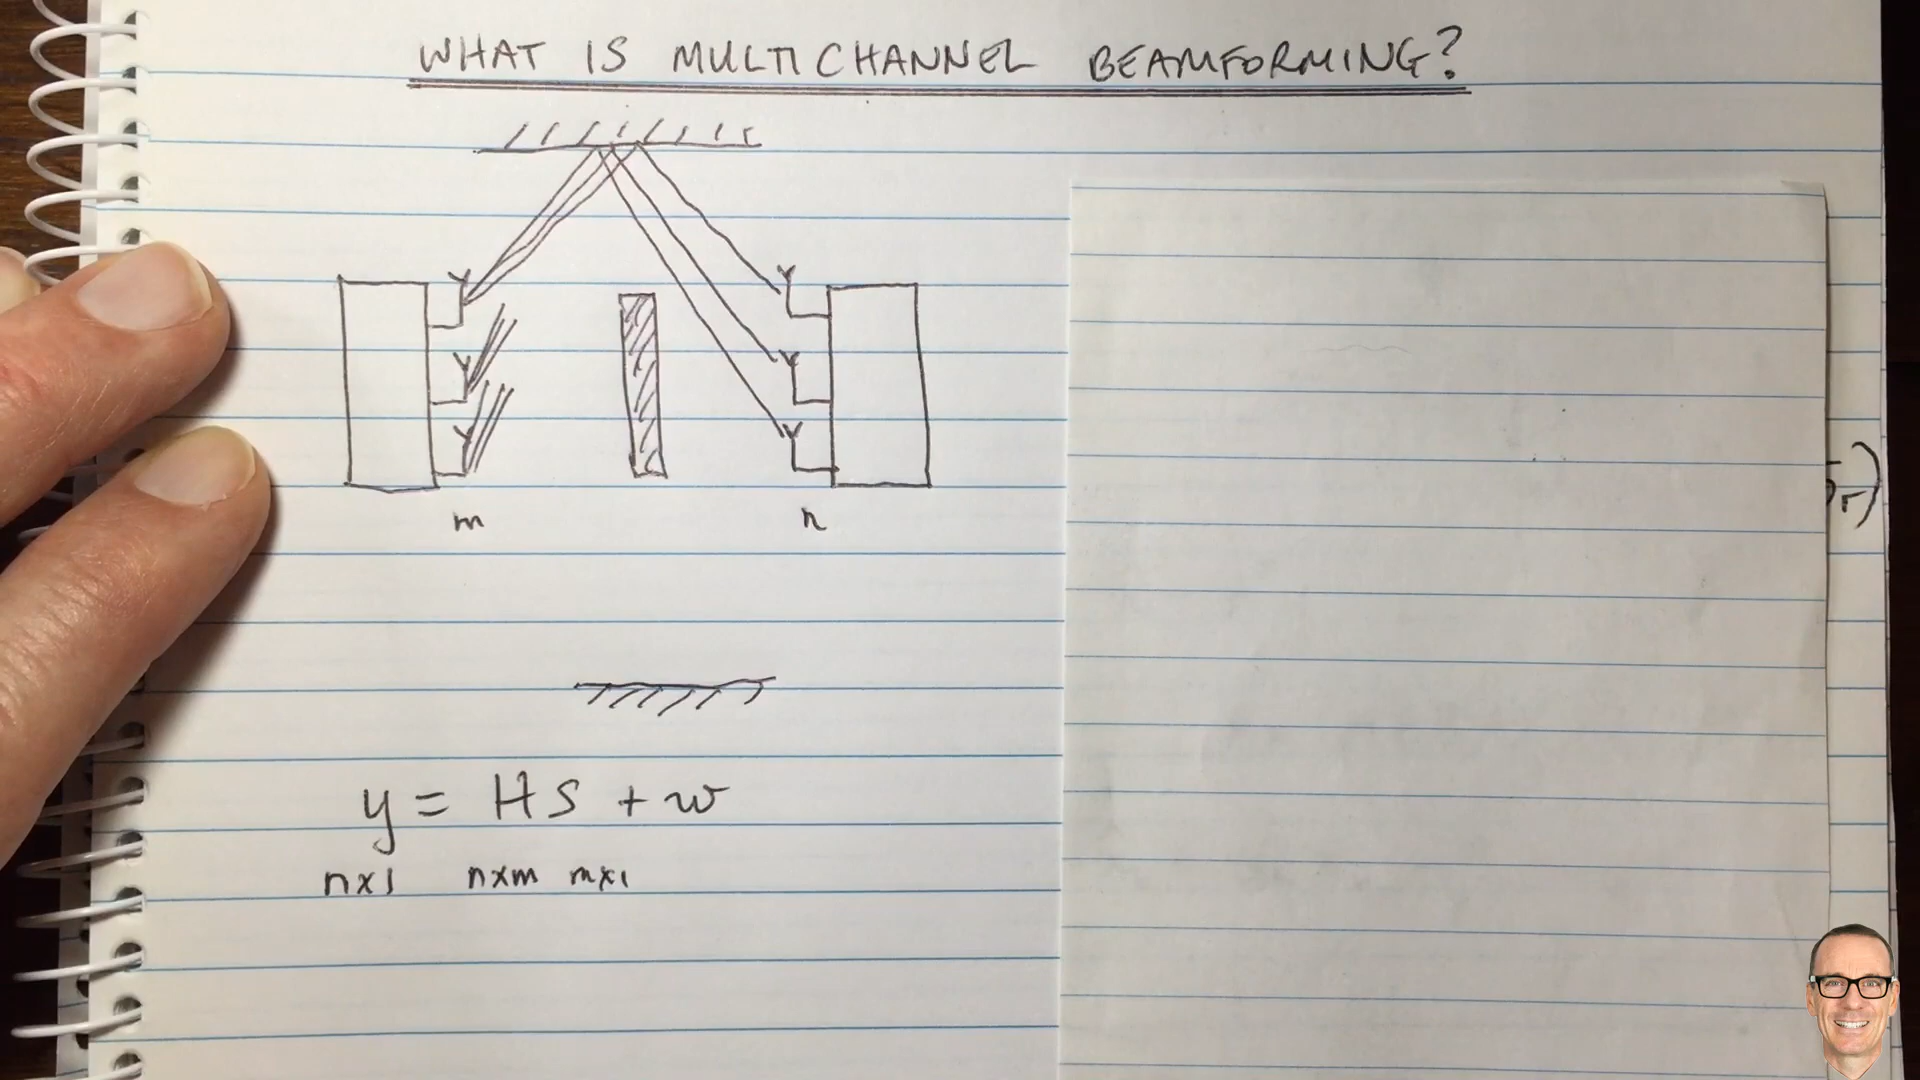 WHAT IS MULTICHANNEL BEAMFORMING?
m n
y = HS + w
nx1 nxm mx1